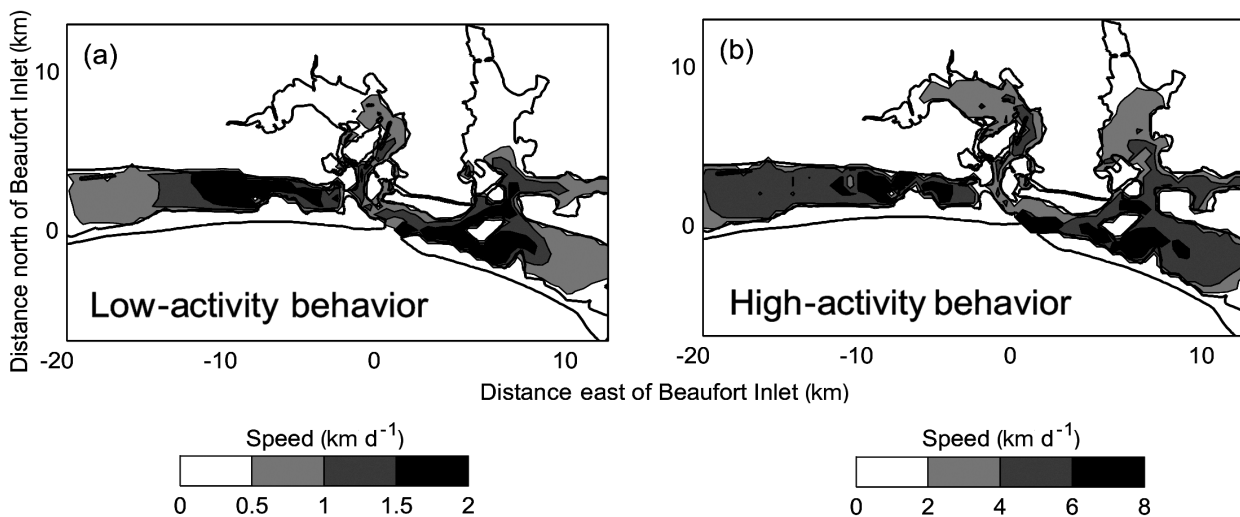 (a)
(b)
Distance north of Beaufort Inlet (km)
10
0
10
0
Low-activity behavior
High-activity behavior
-20
-10
0
10
-20
-10
0
10
Distance east of Beaufort Inlet (km)
Speed (km d⁻¹)
0 0.5 1 1.5 2
Speed (km d⁻¹)
0 2 4 6 8